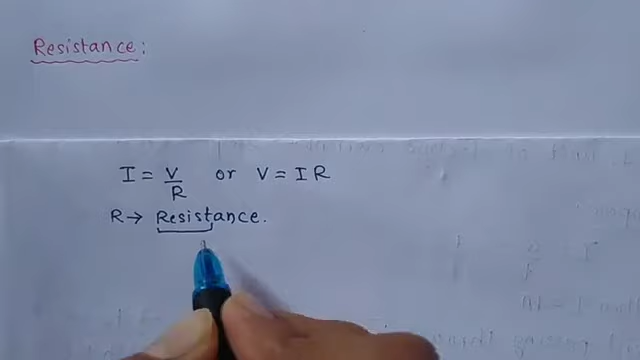 Resistance:
I = V/R or V = IR
R → Resistance.